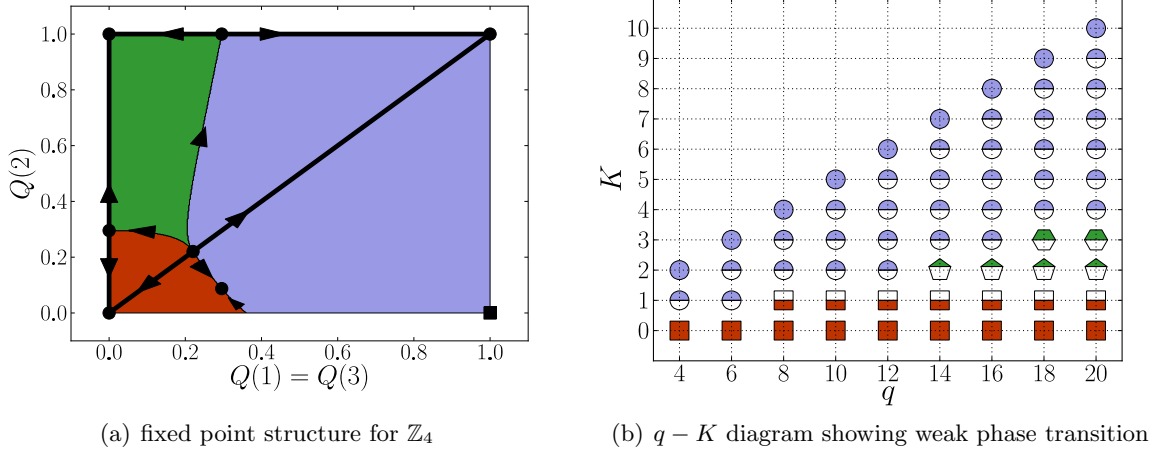 1.0
0.8
0.6
0.4
0.2
0.0
Q(2)
0.0 0.2 0.4 0.6 0.8 1.0
Q(1) = Q(3)
(a) fixed point structure for ℤ₄
10
9
8
7
6
5
4
3
2
1
0
K
4 6 8 10 12 14 16 18 20
q
(b) q − K diagram showing weak phase transition